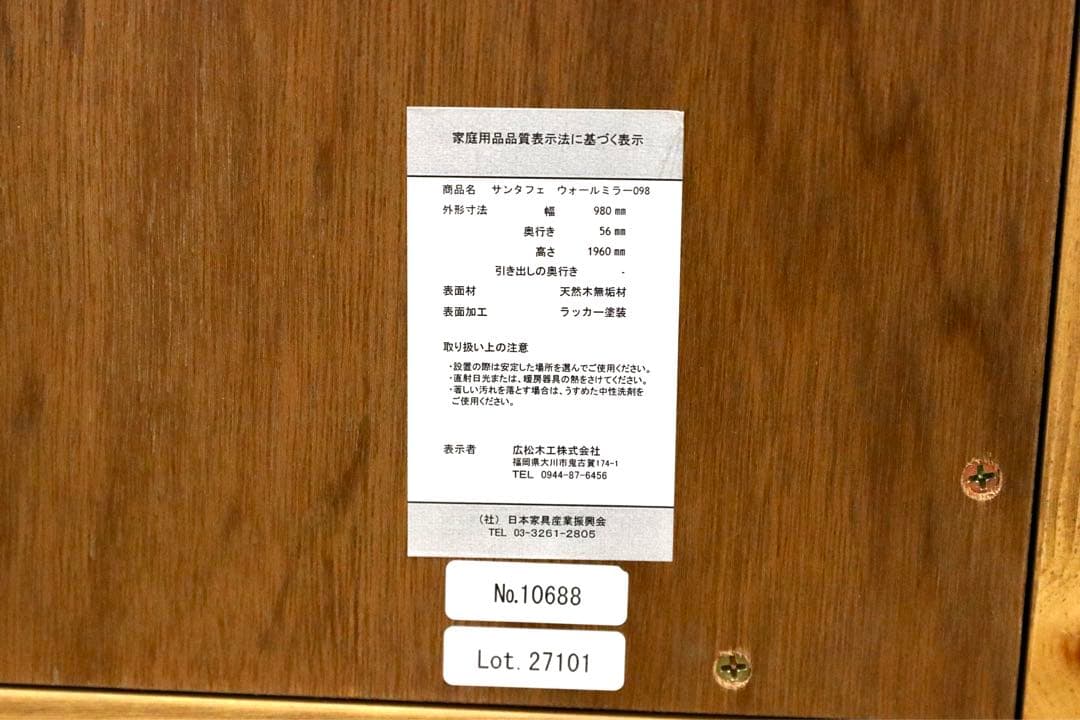 家庭用品品質表示法に基づく表示
商品名 サンタフェ ウォールミラー098
外形寸法 幅 980㎜
奥行き 56㎜
高さ 1960㎜
引き出しの奥行き -
表面材 天然木無垢材
表面加工 ラッカー塗装
取り扱い上の注意
・設置の際は安定した場所を選んでご使用ください。
・直射日光または、暖房器具の熱をさけてください。
・著しい汚れを落とす場合は、うすめた中性洗剤を
ご使用ください。
表示者 広松木工株式会社
福岡県大川市鬼古賀174-1
TEL 0944-87-6456
（社）日本家具産業振興会
TEL 03-3261-2805
No.10688
Lot. 27101